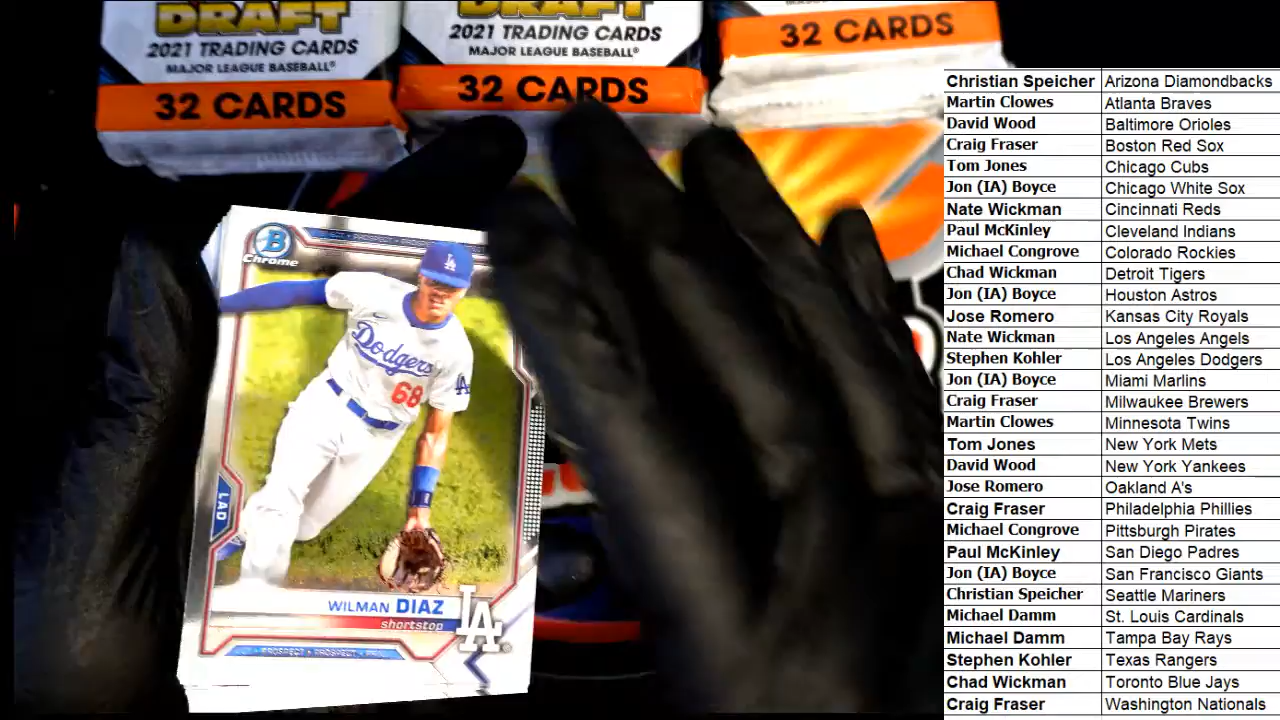 DRAFT
2021 TRADING CARDS
MAJOR LEAGUE BASEBALL®
32 CARDS
DRAFT
2021 TRADING CARDS
MAJOR LEAGUE BASEBALL®
32 CARDS
32 CARDS
B
Chrome
LA
Dodgers
68
LA
LAD
WILMAN DIAZ
shortstop
LA
PROSPECT • PROSPECT
Christian Speicher Arizona Diamondbacks
Martin Clowes Atlanta Braves
David Wood Baltimore Orioles
Craig Fraser Boston Red Sox
Tom Jones Chicago Cubs
Jon (IA) Boyce Chicago White Sox
Nate Wickman Cincinnati Reds
Paul McKinley Cleveland Indians
Michael Congrove Colorado Rockies
Chad Wickman Detroit Tigers
Jon (IA) Boyce Houston Astros
Jose Romero Kansas City Royals
Nate Wickman Los Angeles Angels
Stephen Kohler Los Angeles Dodgers
Jon (IA) Boyce Miami Marlins
Craig Fraser Milwaukee Brewers
Martin Clowes Minnesota Twins
Tom Jones New York Mets
David Wood New York Yankees
Jose Romero Oakland A's
Craig Fraser Philadelphia Phillies
Michael Congrove Pittsburgh Pirates
Paul McKinley San Diego Padres
Jon (IA) Boyce San Francisco Giants
Christian Speicher Seattle Mariners
Michael Damm St. Louis Cardinals
Michael Damm Tampa Bay Rays
Stephen Kohler Texas Rangers
Chad Wickman Toronto Blue Jays
Craig Fraser Washington Nationals